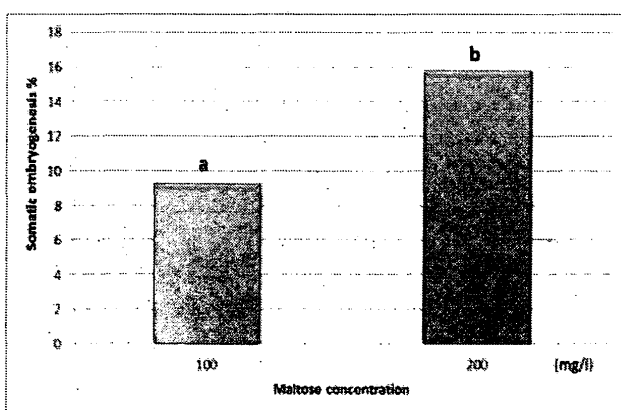 18
16
14
12
10
8
6
4
2
0
Somatic embryogenesis %
a
b
100
200
(mg/l)
Maltose concentration